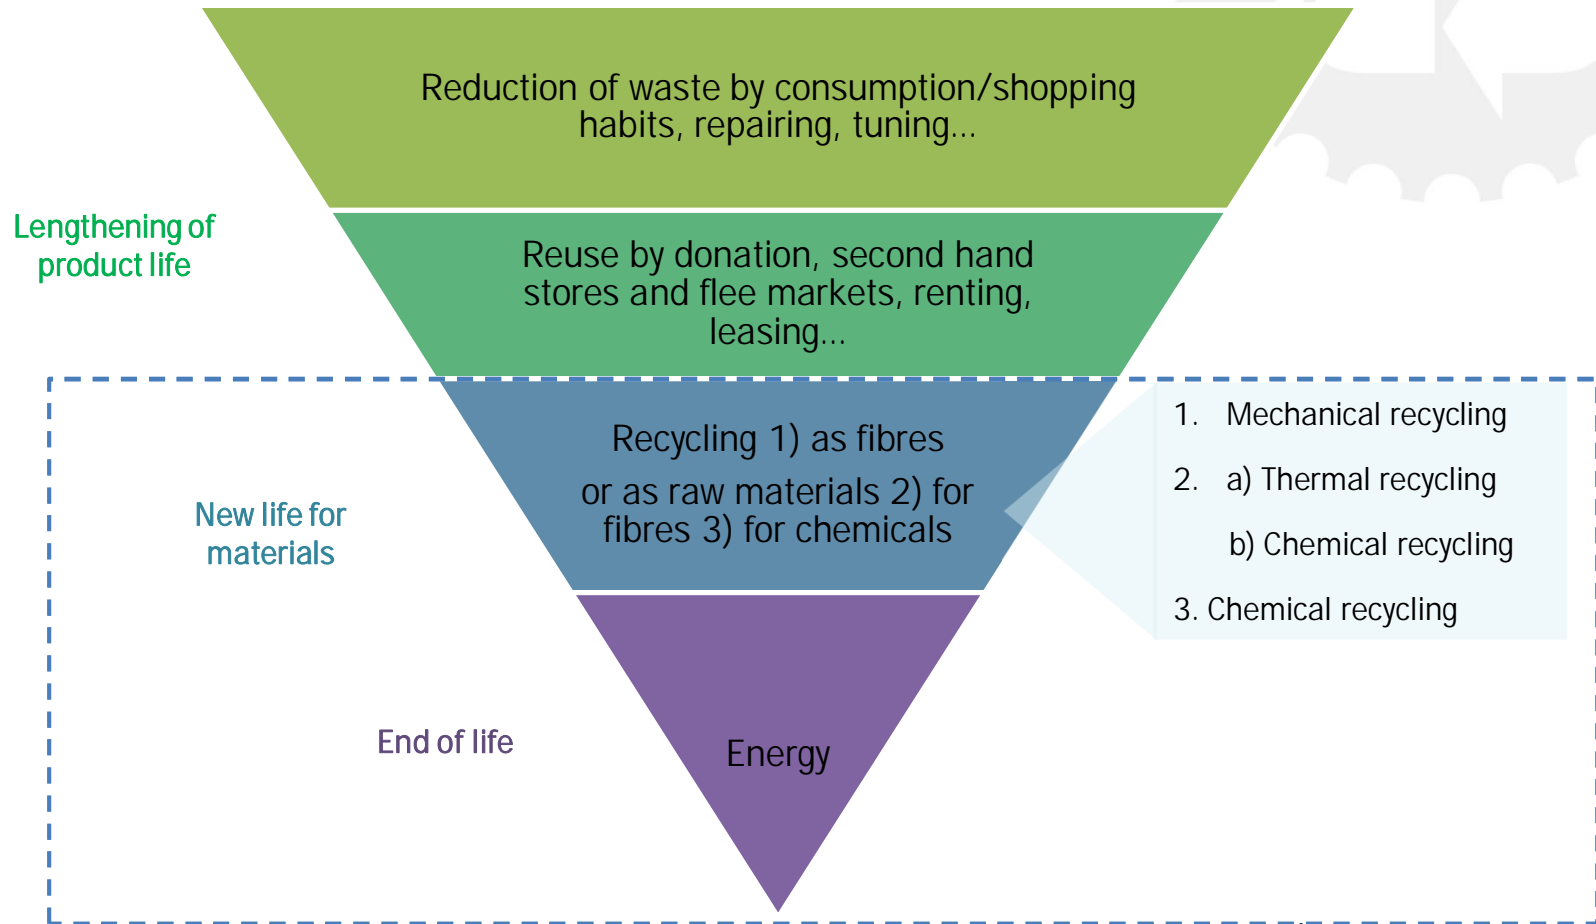 Reduction of waste by consumption/shopping
habits, repairing, tuning...
Lengthening of
product life
Reuse by donation, second hand
stores and flee markets, renting,
leasing...
Recycling 1) as fibres
or as raw materials 2) for
fibres 3) for chemicals
New life for
materials
1. Mechanical recycling
2. a) Thermal recycling
b) Chemical recycling
3. Chemical recycling
End of life
Energy